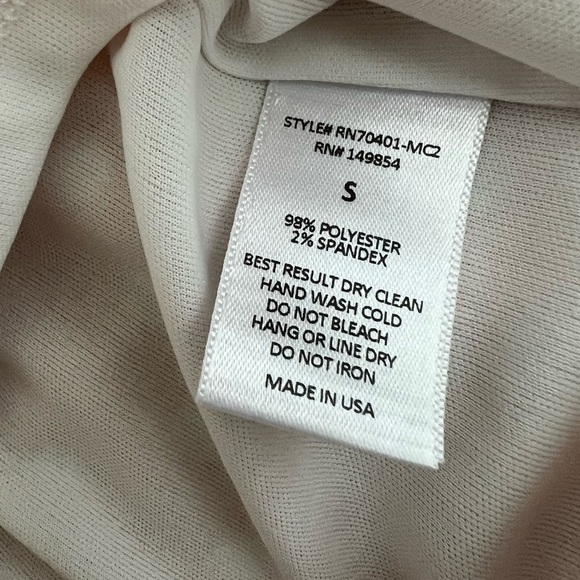 STYLE# RN70401-MC2
RN# 149854
S
98% POLYESTER
2% SPANDEX
BEST RESULT DRY CLEAN
HAND WASH COLD
DO NOT BLEACH
HANG OR LINE DRY
DO NOT IRON
MADE IN USA